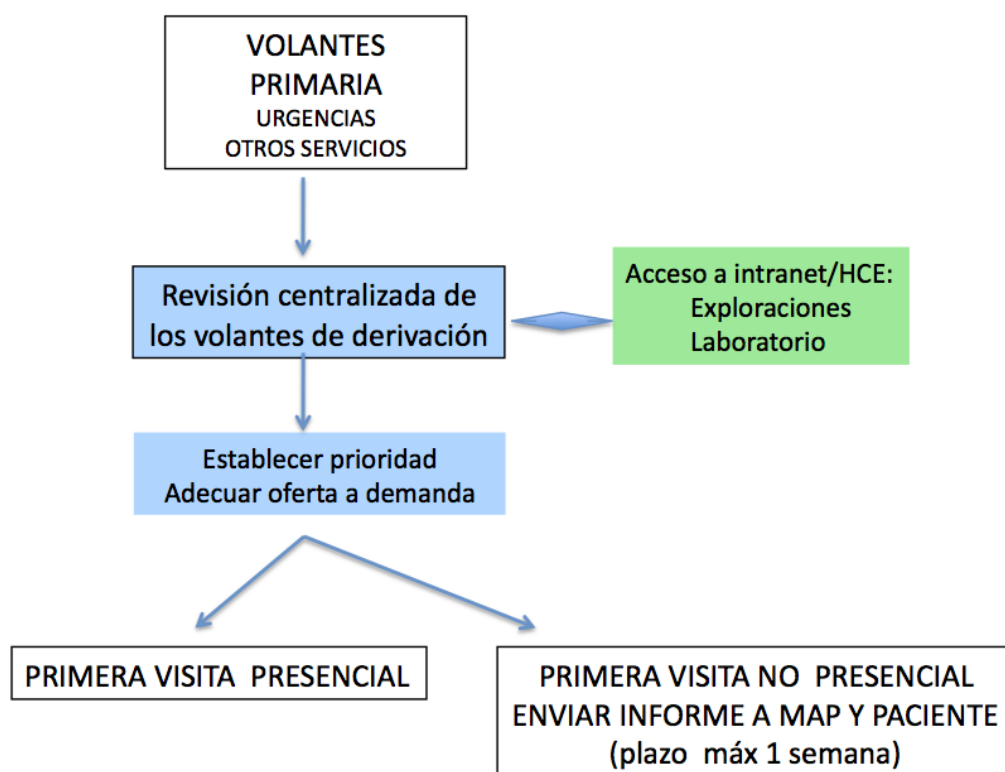 VOLANTES
PRIMARIA
URGENCIAS
OTROS SERVICIOS
Revisión centralizada de
los volantes de derivación
Acceso a intranet/HCE:
Exploraciones
Laboratorio
Establecer prioridad
Adecuar oferta a demanda
PRIMERA VISITA PRESENCIAL
PRIMERA VISITA NO PRESENCIAL
ENVIAR INFORME A MAP Y PACIENTE
(plazo máx 1 semana)